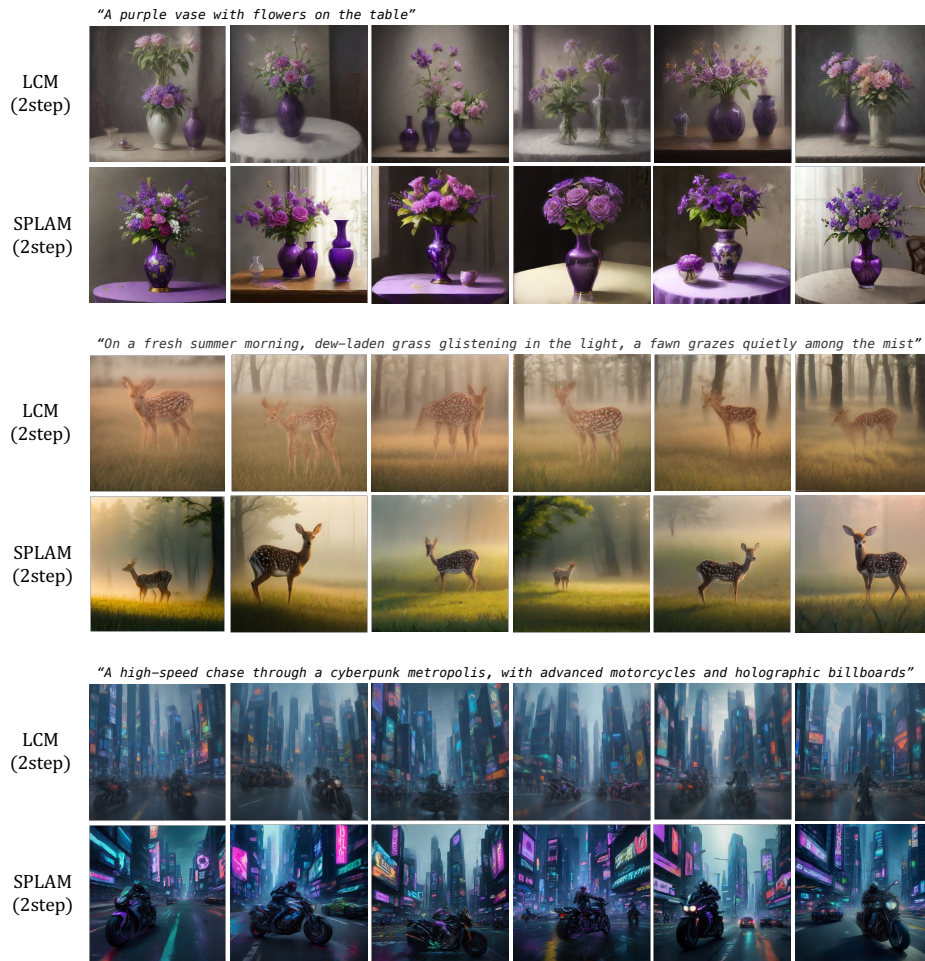 “A purple vase with flowers on the table”
LCM
(2step)
SPLAM
(2step)
“On a fresh summer morning, dew–laden grass glistening in the light, a fawn grazes quietly among the mist”
LCM
(2step)
SPLAM
(2step)
“A high–speed chase through a cyberpunk metropolis, with advanced motorcycles and holographic billboards”
LCM
(2step)
SPLAM
(2step)